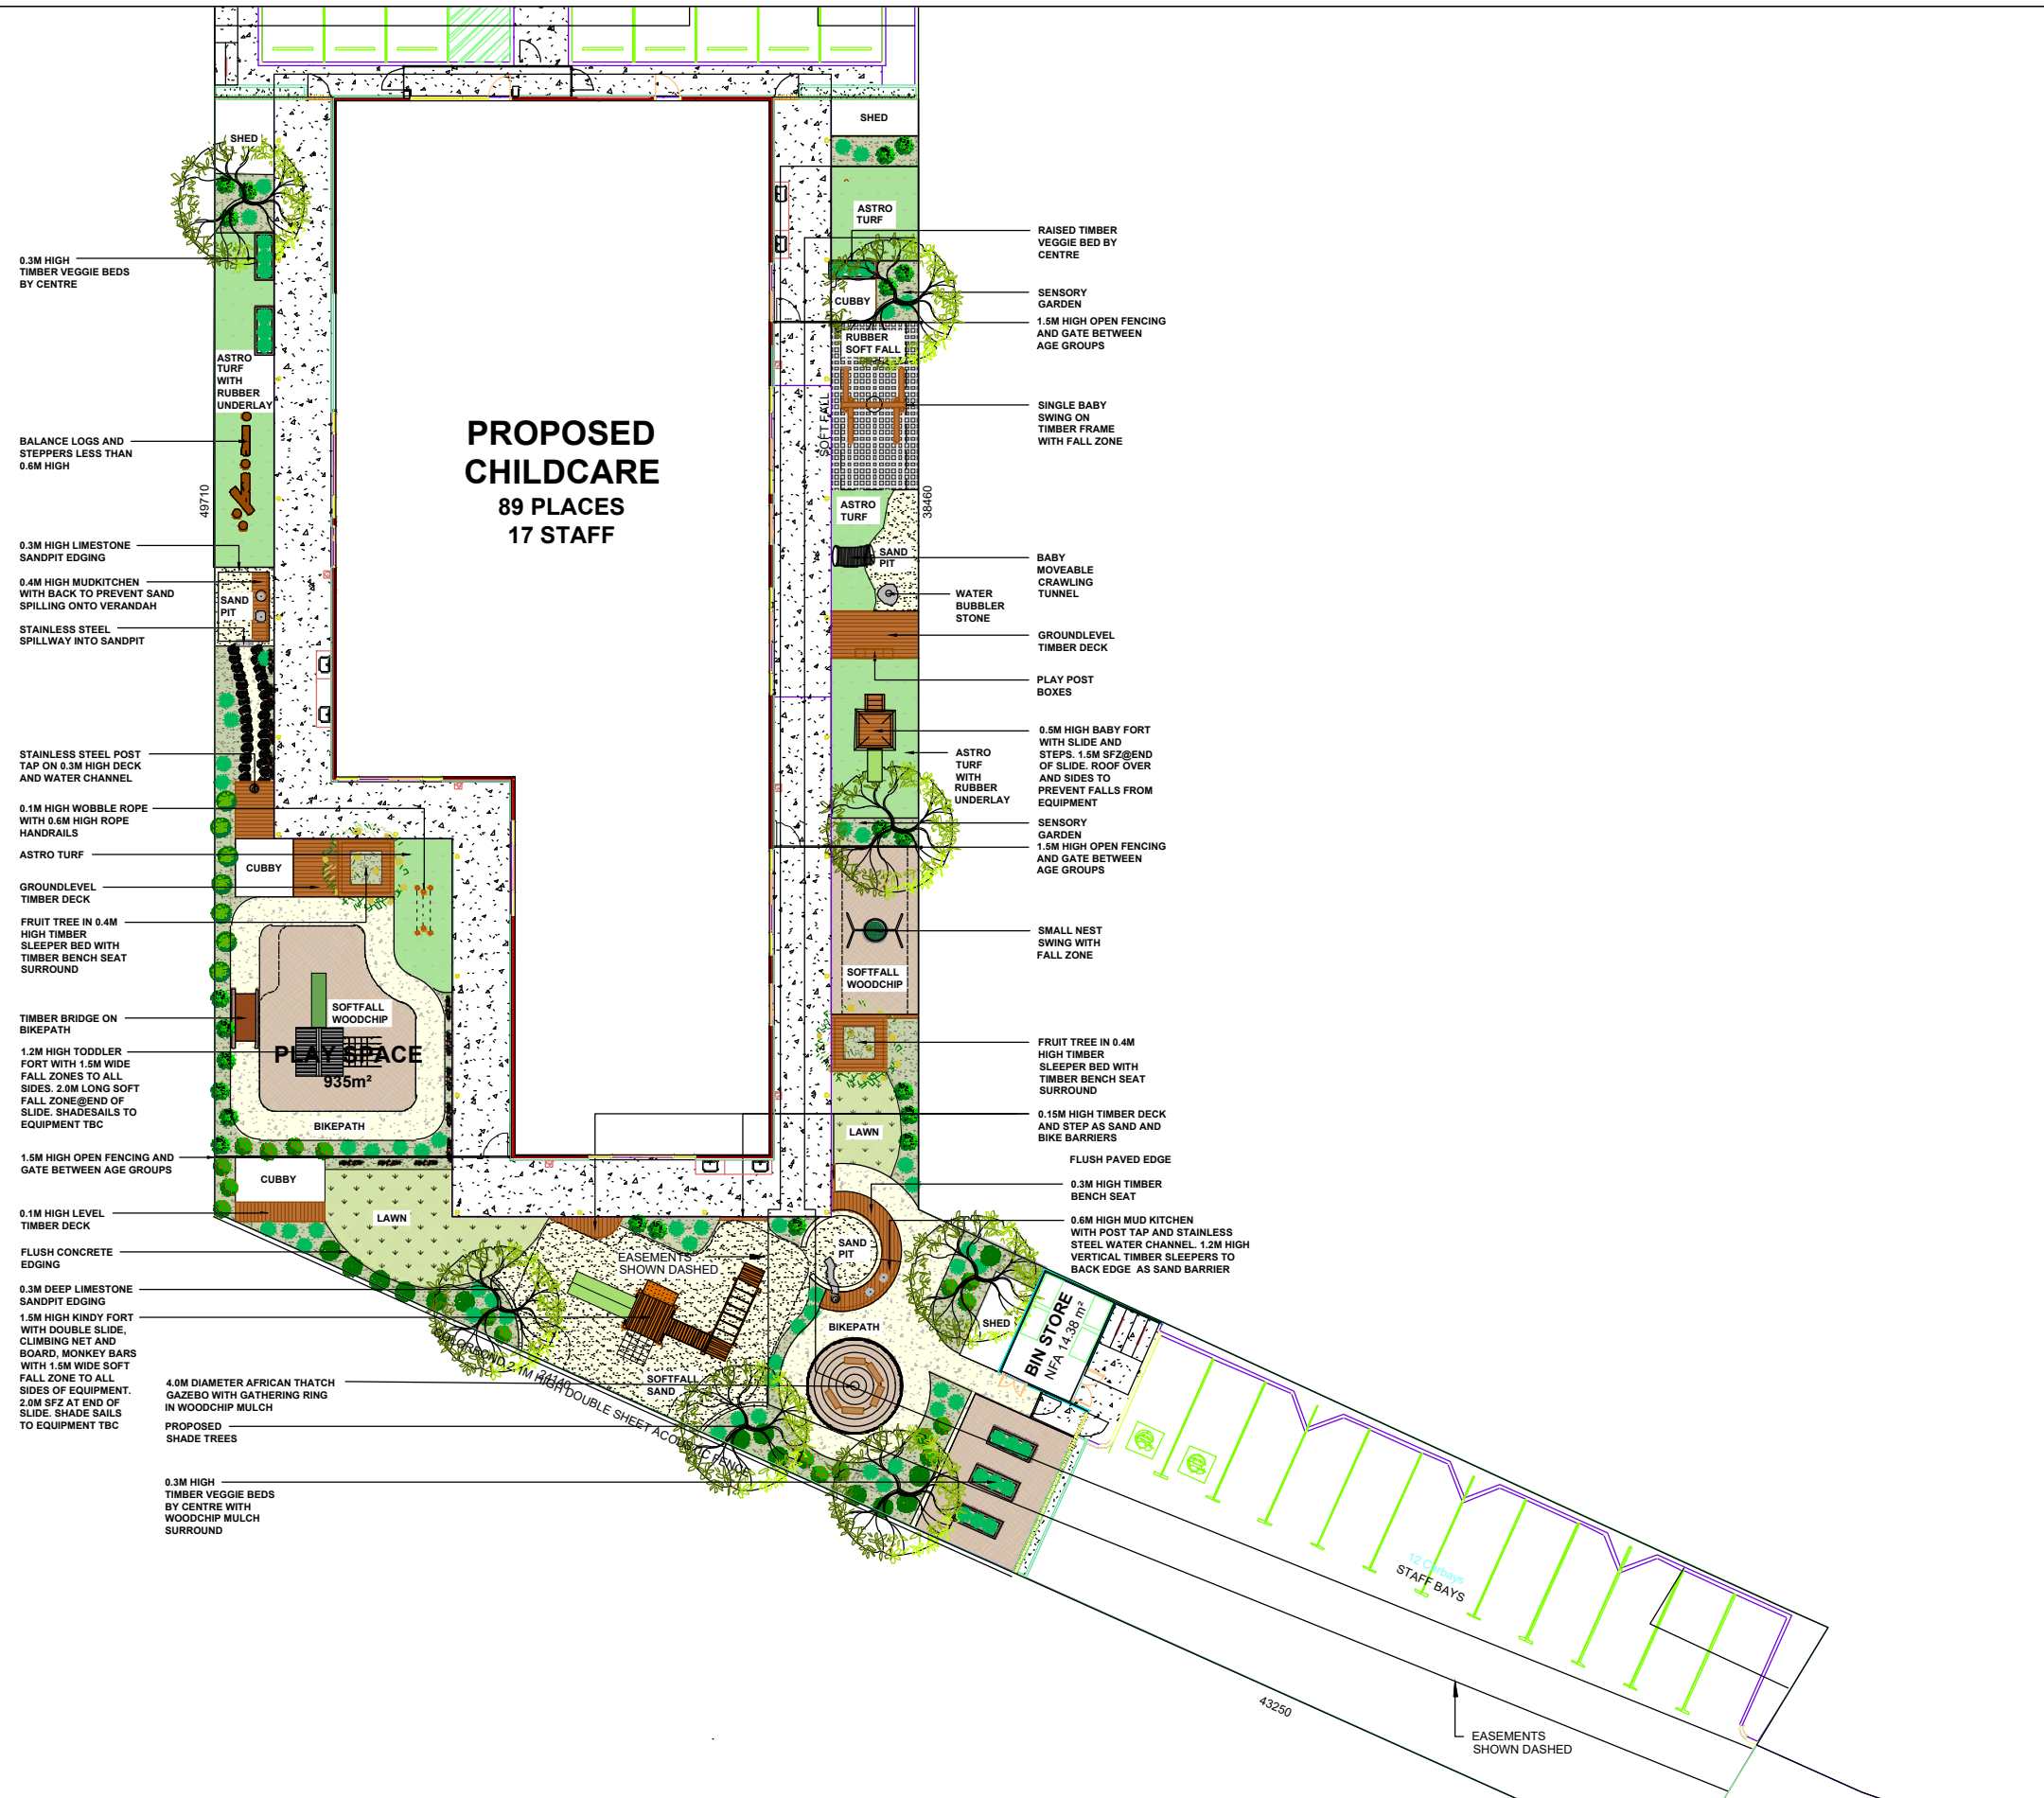 SHED
0.3M HIGH
TIMBER VEGGIE BEDS
BY CENTRE
ASTRO
TURF
WITH
RUBBER
UNDERLAY
BALANCE LOGS AND
STEPPERS LESS THAN
0.6M HIGH
49710
0.3M HIGH LIMESTONE
SANDPIT EDGING
0.4M HIGH MUDKITCHEN
WITH BACK TO PREVENT SAND
SPILLING ONTO VERANDAH
SAND
PIT
STAINLESS STEEL
SPILLWAY INTO SANDPIT
STAINLESS STEEL POST
TAP ON 0.3M HIGH DECK
AND WATER CHANNEL
0.1M HIGH WOBBLE ROPE
WITH 0.6M HIGH ROPE
HANDRAILS
ASTRO TURF
CUBBY
GROUNDLEVEL
TIMBER DECK
FRUIT TREE IN 0.4M
HIGH TIMBER
SLEEPER BED WITH
TIMBER BENCH SEAT
SURROUND
SOFTFALL
WOODCHIP
TIMBER BRIDGE ON
BIKEPATH
PLAY SPACE
935m²
1.2M HIGH TODDLER
FORT WITH 1.5M WIDE
FALL ZONES TO ALL
SIDES. 2.0M LONG SOFT
FALL ZONE@END OF
SLIDE. SHADESAILS TO
EQUIPMENT TBC
BIKEPATH
1.5M HIGH OPEN FENCING AND
GATE BETWEEN AGE GROUPS
CUBBY
0.1M HIGH LEVEL
TIMBER DECK
LAWN
FLUSH CONCRETE
EDGING
0.3M DEEP LIMESTONE
SANDPIT EDGING
1.5M HIGH KINDY FORT
WITH DOUBLE SLIDE,
CLIMBING NET AND
BOARD, MONKEY BARS
WITH 1.5M WIDE SOFT
FALL ZONE TO ALL
SIDES OF EQUIPMENT.
2.0M SFZ AT END OF
SLIDE. SHADE SAILS
TO EQUIPMENT TBC
4.0M DIAMETER AFRICAN THATCH
GAZEBO WITH GATHERING RING
IN WOODCHIP MULCH
PROPOSED
SHADE TREES
0.3M HIGH
TIMBER VEGGIE BEDS
BY CENTRE WITH
WOODCHIP MULCH
SURROUND
PROPOSED
CHILDCARE
89 PLACES
17 STAFF
SHED
ASTRO
TURF
RAISED TIMBER
VEGGIE BED BY
CENTRE
CUBBY
SENSORY
GARDEN
1.5M HIGH OPEN FENCING
AND GATE BETWEEN
AGE GROUPS
RUBBER
SOFT FALL
SOFT FALL
SINGLE BABY
SWING ON
TIMBER FRAME
WITH FALL ZONE
ASTRO
TURF
38460
SAND
PIT
BABY
MOVEABLE
CRAWLING
TUNNEL
WATER
BUBBLER
STONE
GROUNDLEVEL
TIMBER DECK
PLAY POST
BOXES
0.5M HIGH BABY FORT
WITH SLIDE AND
STEPS. 1.5M SFZ@END
OF SLIDE. ROOF OVER
AND SIDES TO
PREVENT FALLS FROM
EQUIPMENT
ASTRO
TURF
WITH
RUBBER
UNDERLAY
SENSORY
GARDEN
1.5M HIGH OPEN FENCING
AND GATE BETWEEN
AGE GROUPS
SMALL NEST
SWING WITH
FALL ZONE
SOFTFALL
WOODCHIP
FRUIT TREE IN 0.4M
HIGH TIMBER
SLEEPER BED WITH
TIMBER BENCH SEAT
SURROUND
LAWN
0.15M HIGH TIMBER DECK
AND STEP AS SAND AND
BIKE BARRIERS
FLUSH PAVED EDGE
0.3M HIGH TIMBER
BENCH SEAT
0.6M HIGH MUD KITCHEN
WITH POST TAP AND STAINLESS
STEEL WATER CHANNEL. 1.2M HIGH
VERTICAL TIMBER SLEEPERS TO
BACK EDGE AS SAND BARRIER
SAND
PIT
EASEMENTS
SHOWN DASHED
BIKEPATH
SHED
BIN STORE
NFA 14.38 m²
SOFTFALL
SAND
COLORBOND 2.1M HIGH DOUBLE SHEET ACOUSTIC FENCE
12 Carbays
STAFF BAYS
43250
EASEMENTS
SHOWN DASHED